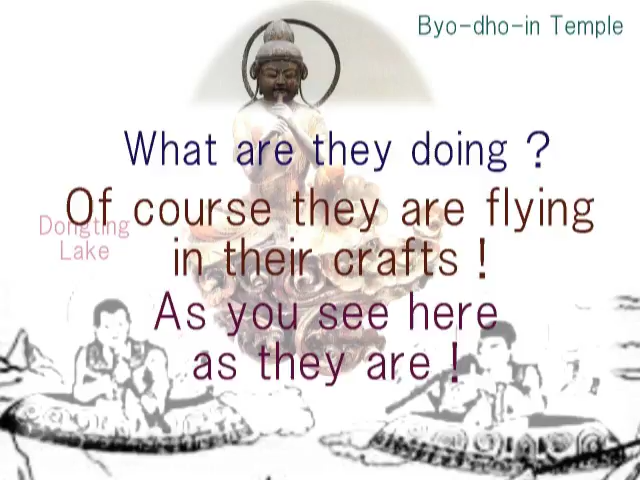 Byo-dho-in Temple
What are they doing ?
Of course they are flying
in their crafts !
Dongting
Lake
As you see here
as they are !